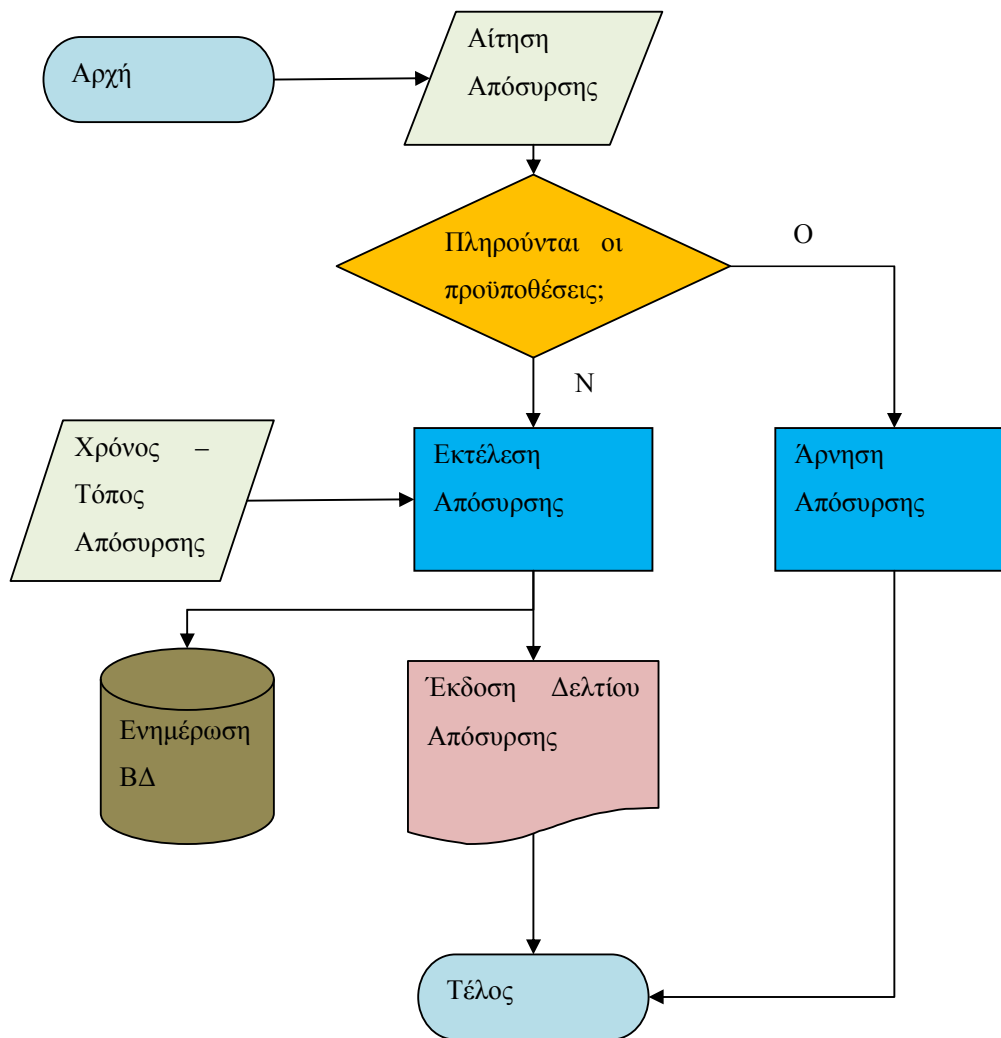 Αρχή
Αίτηση
Απόσυρσης
Πληρούνται οι
προϋποθέσεις;
Ο
Ν
Χρόνος –
Τόπος
Απόσυρσης
Εκτέλεση
Απόσυρσης
Άρνηση
Απόσυρσης
Ενημέρωση
ΒΔ
Έκδοση Δελτίου
Απόσυρσης
Τέλος